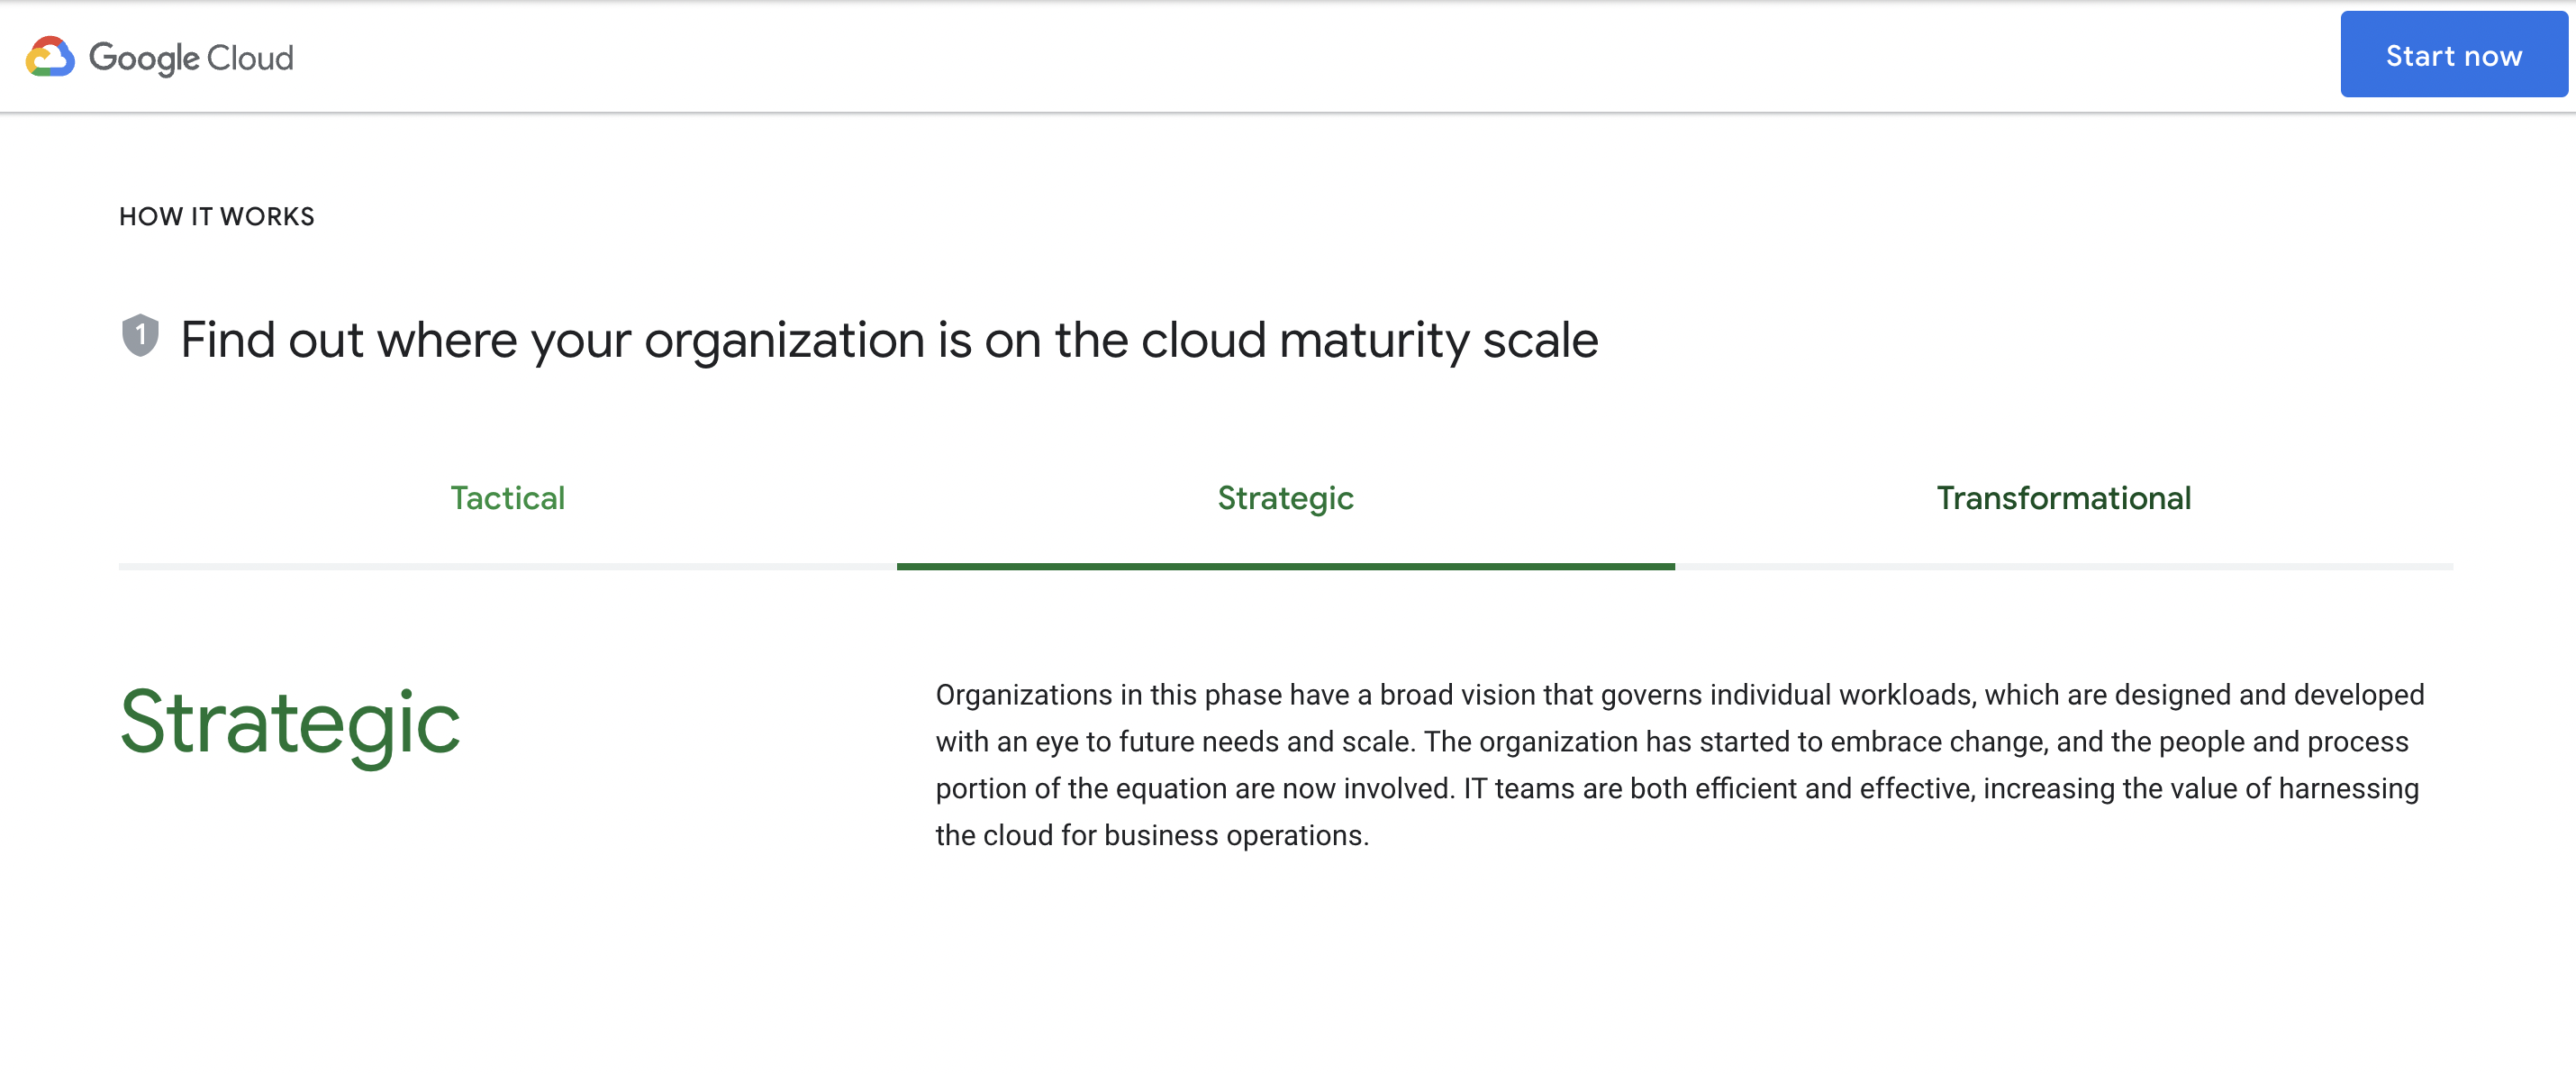 Google Cloud
Start now
HOW IT WORKS
1 Find out where your organization is on the cloud maturity scale
Tactical
Strategic
Transformational
Strategic
Organizations in this phase have a broad vision that governs individual workloads, which are designed and developed
with an eye to future needs and scale. The organization has started to embrace change, and the people and process
portion of the equation are now involved. IT teams are both efficient and effective, increasing the value of harnessing
the cloud for business operations.